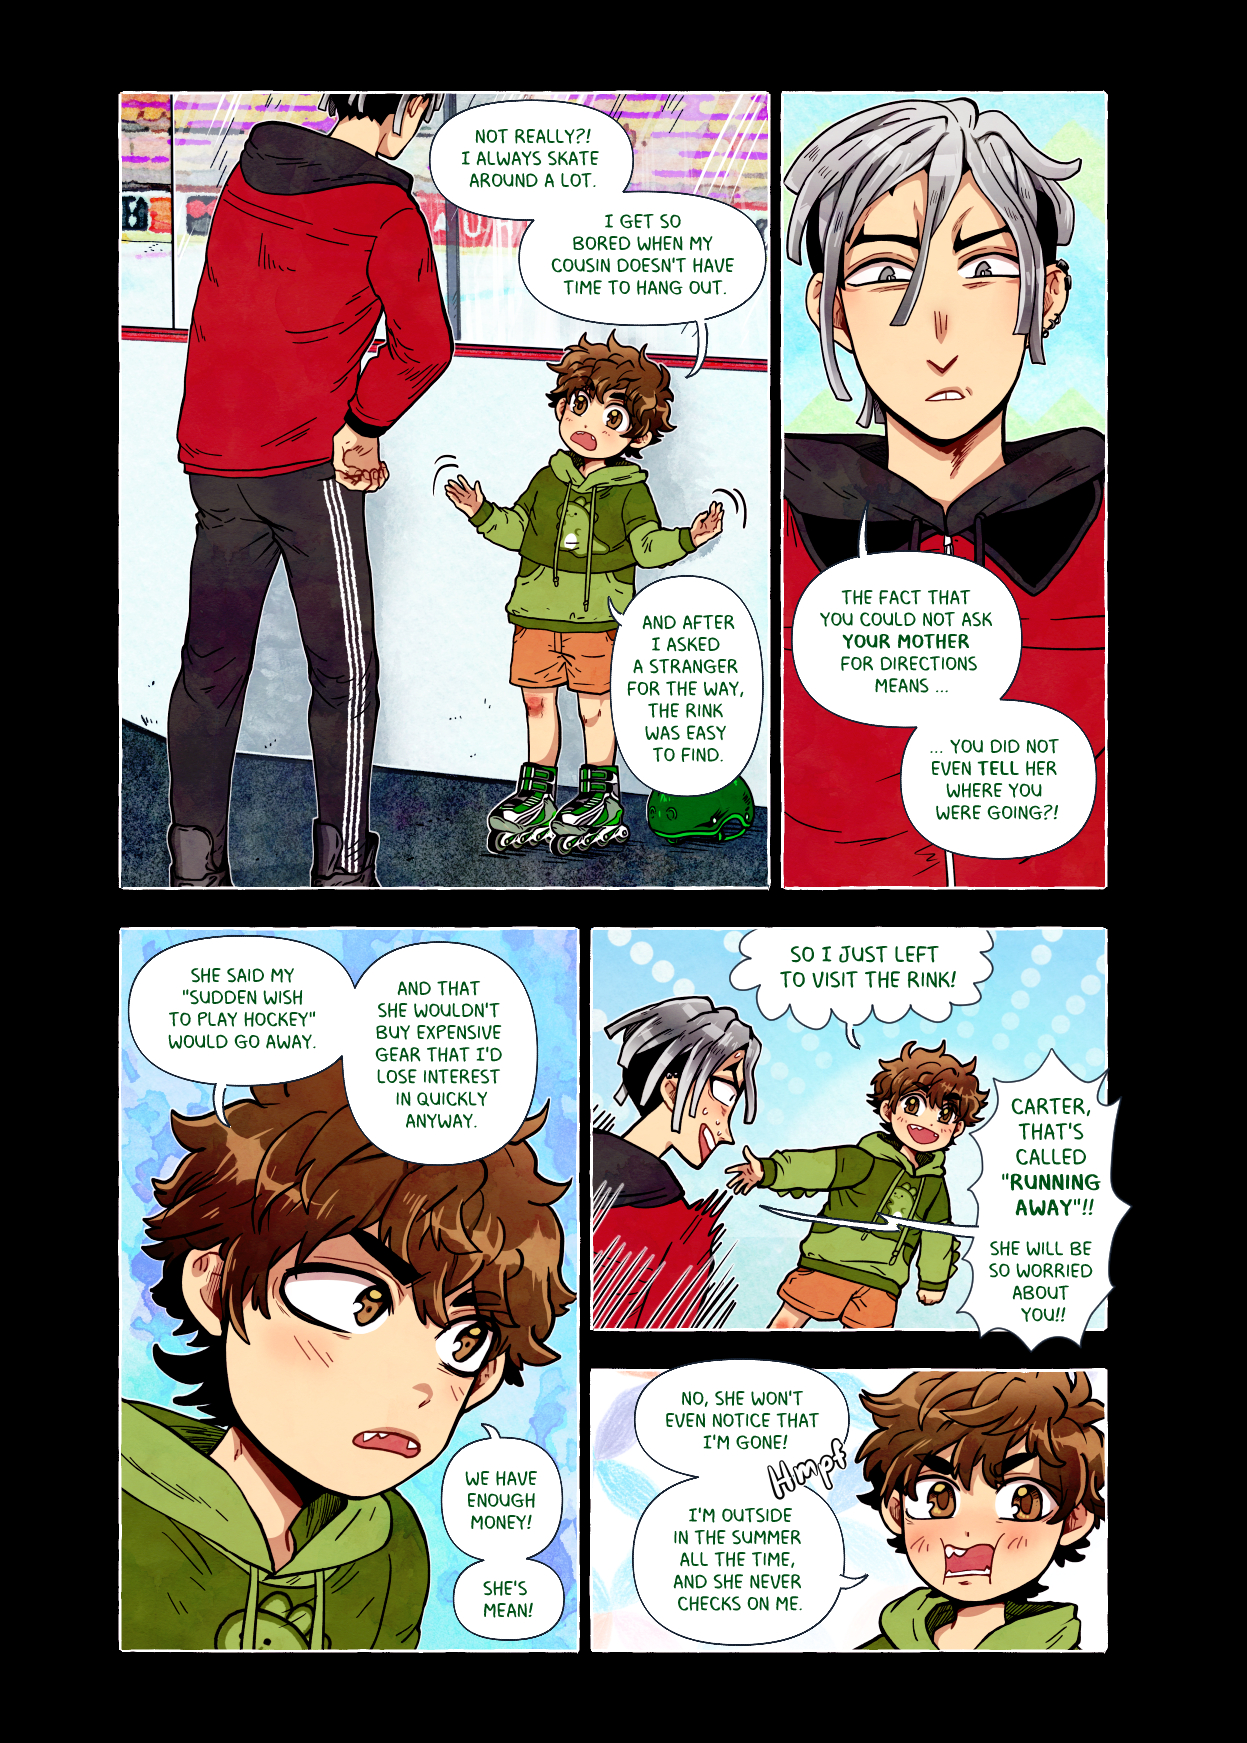 NOT REALLY?!
I ALWAYS SKATE
AROUND A LOT.
I GET SO
BORED WHEN MY
COUSIN DOESN'T HAVE
TIME TO HANG OUT.
AND AFTER
I ASKED
A STRANGER
FOR THE WAY,
THE RINK
WAS EASY
TO FIND.
THE FACT THAT
YOU COULD NOT ASK
YOUR MOTHER
FOR DIRECTIONS
MEANS ...
... YOU DID NOT
EVEN TELL HER
WHERE YOU
WERE GOING?!
SHE SAID MY
"SUDDEN WISH
TO PLAY HOCKEY"
WOULD GO AWAY.
AND THAT
SHE WOULDN'T
BUY EXPENSIVE
GEAR THAT I'D
LOSE INTEREST
IN QUICKLY
ANYWAY.
WE HAVE
ENOUGH
MONEY!
SHE'S
MEAN!
SO I JUST LEFT
TO VISIT THE RINK!
CARTER,
THAT'S
CALLED
"RUNNING
AWAY"!!
SHE WILL BE
SO WORRIED
ABOUT
YOU!!
NO, SHE WON'T
EVEN NOTICE THAT
I'M GONE!
Hmpf
I'M OUTSIDE
IN THE SUMMER
ALL THE TIME,
AND SHE NEVER
CHECKS ON ME.